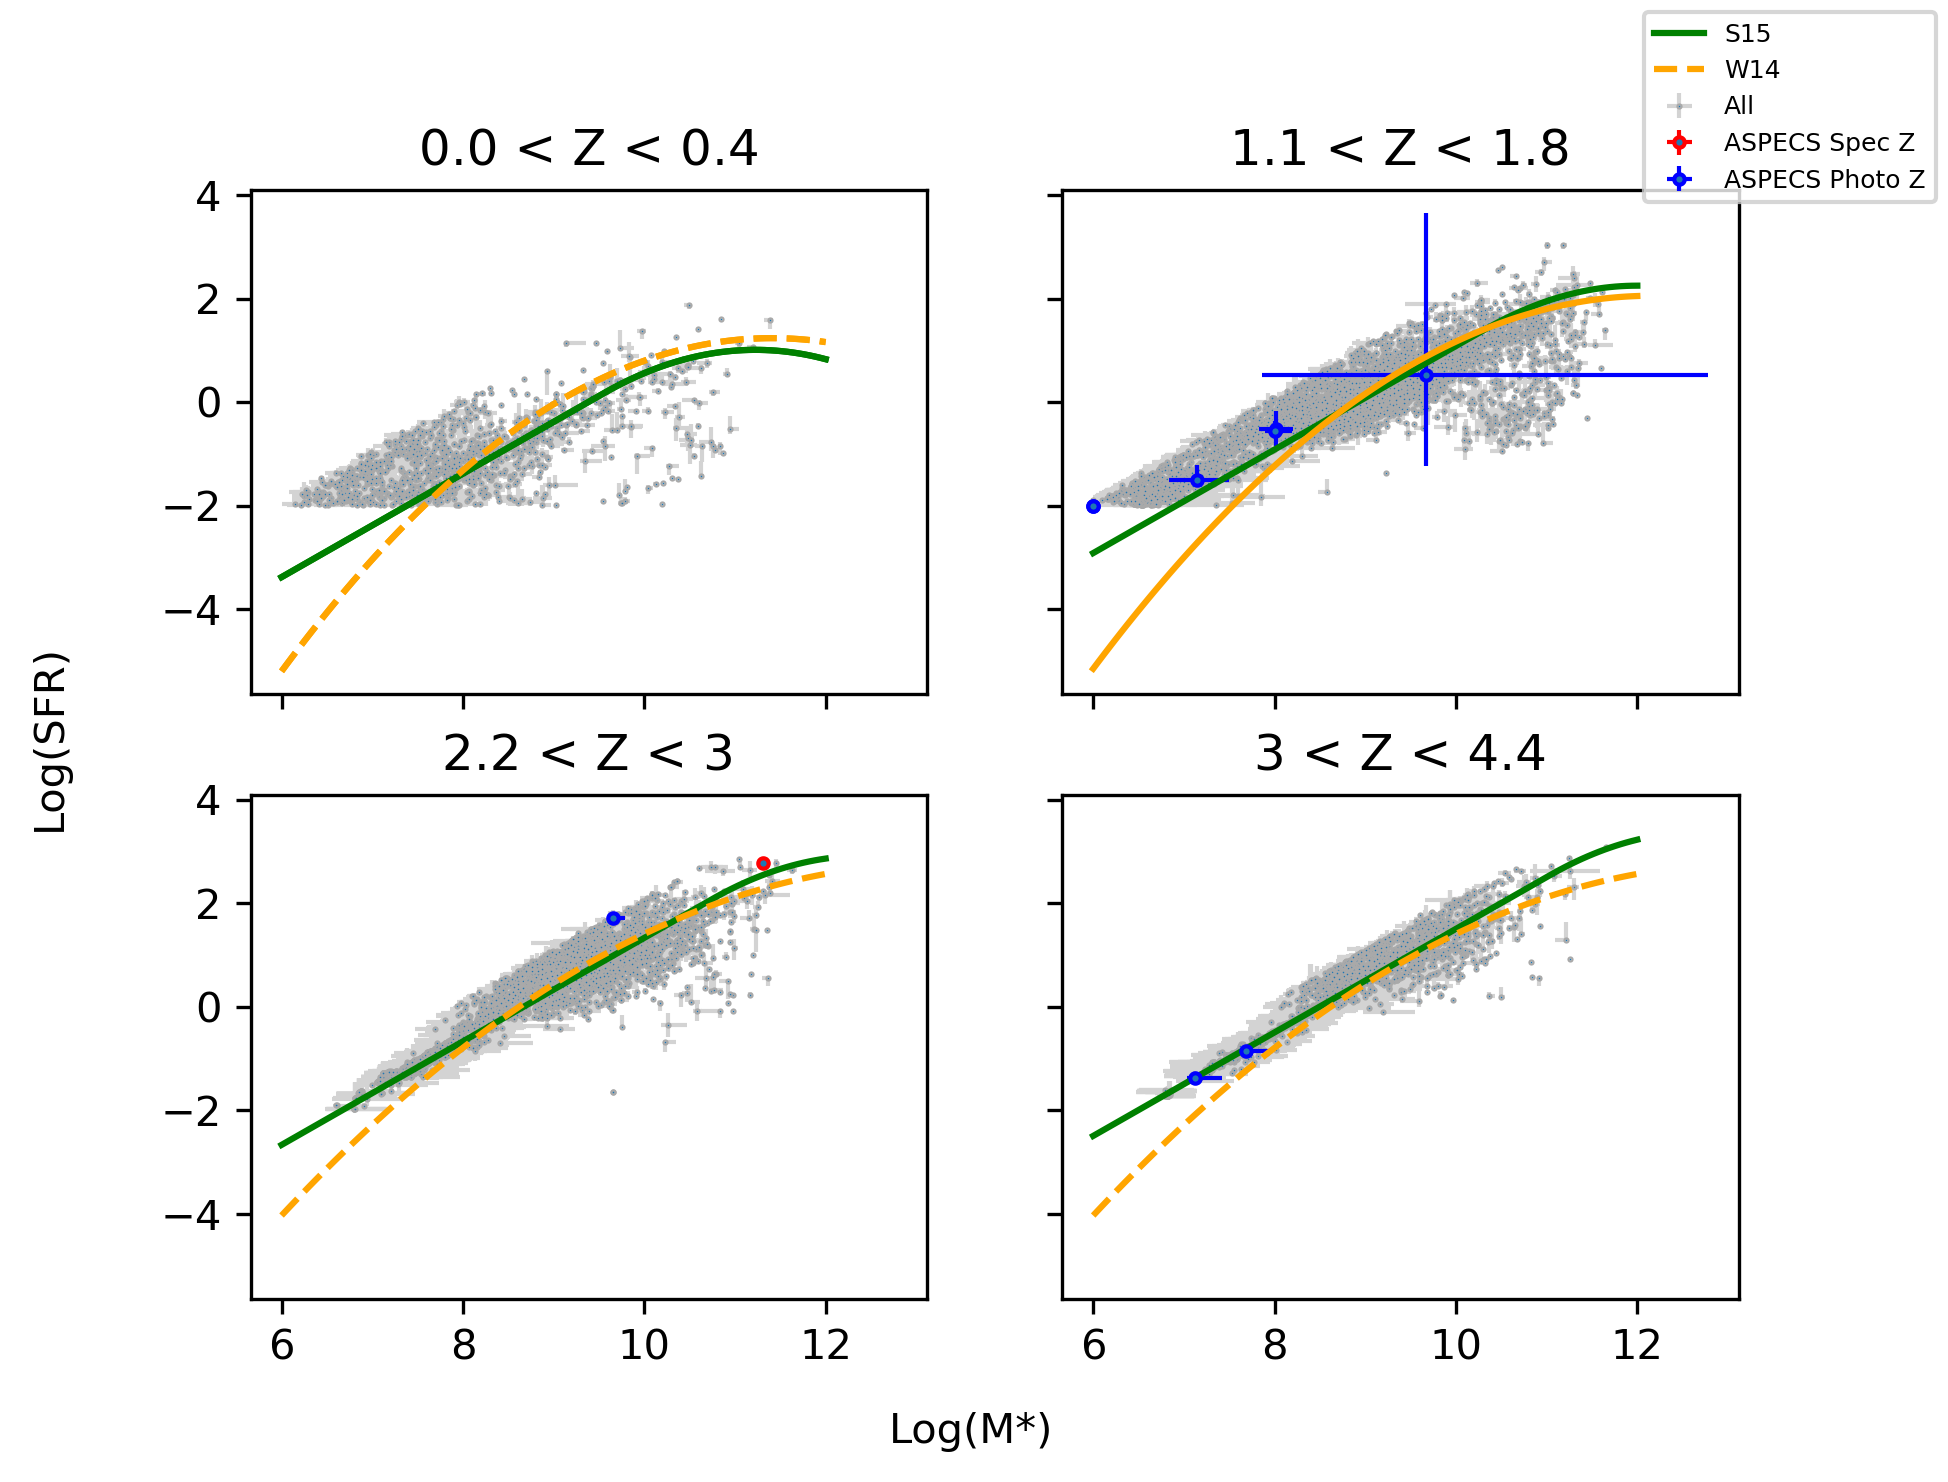 S15
W14
All
ASPECS Spec Z
ASPECS Photo Z
0.0 < Z < 0.4
1.1 < Z < 1.8
4
2
0
−2
−4
Log(SFR)
2.2 < Z < 3
3 < Z < 4.4
4
2
0
−2
−4
6 8 10 12
6 8 10 12
Log(M*)